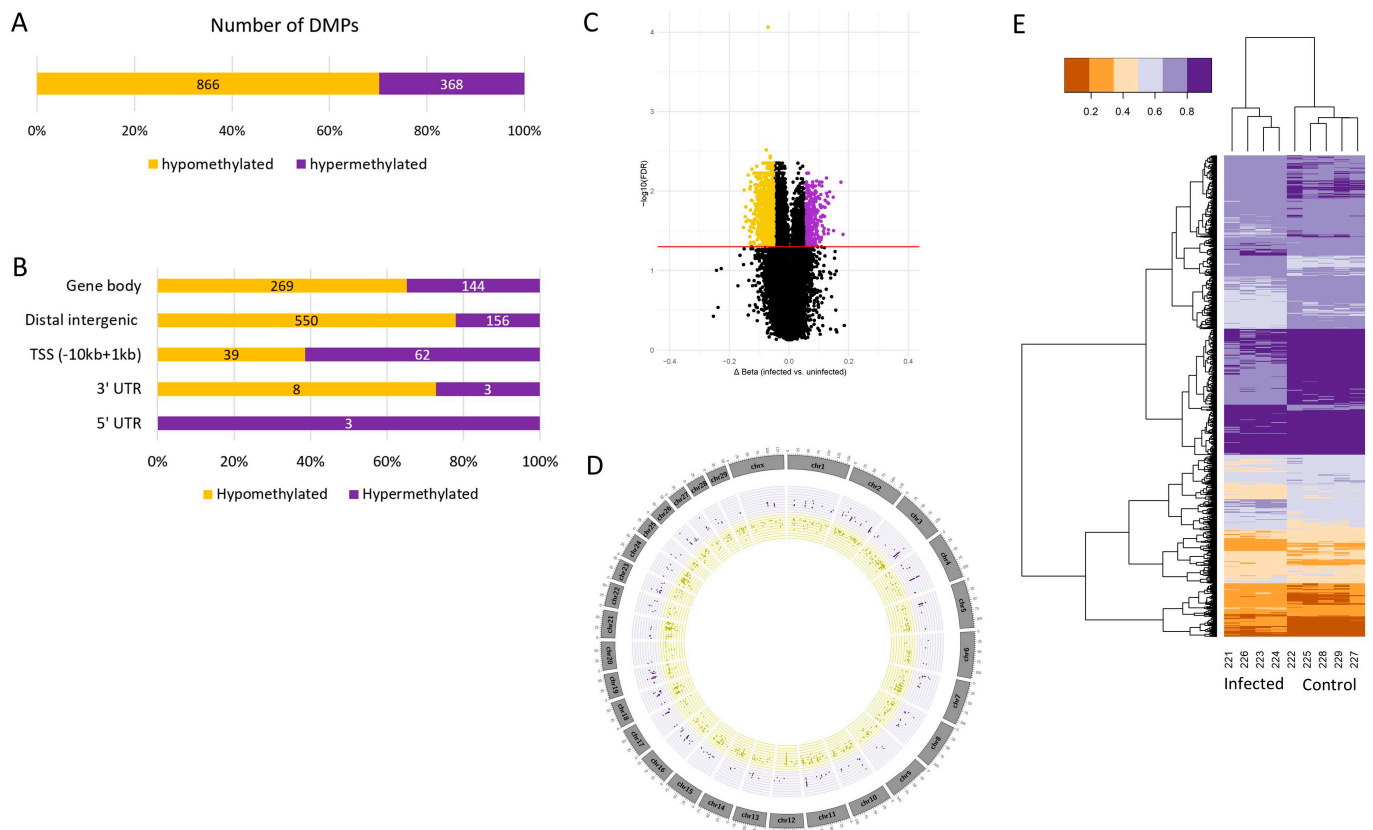 A
Number of DMPs
866 368
0% 20% 40% 60% 80% 100%
hypomethylated hypermethylated
B
Gene body 269 144
Distal intergenic 550 156
TSS (-10kb+1kb) 39 62
3' UTR 8 3
5' UTR 3
0% 20% 40% 60% 80% 100%
Hypomethylated Hypermethylated
C
−log10(FDR)
4
3
2
1
0
−0.4 −0.2 0.0 0.2 0.4
Δ Beta (infected vs. uninfected)
D
chr1
chr2
chr3
chr4
chr5
chr6
chr7
chr8
chr9
chr10
chr11
chr12
chr13
chr14
chr15
chr16
chr17
chr18
chr19
chr20
chr21
chr22
chr23
chr24
chr25
chr26
chr27
chr28
chr29
chrx
E
0.2 0.4 0.6 0.8
221 226 223 224 222 225 228 229 227
Infected Control